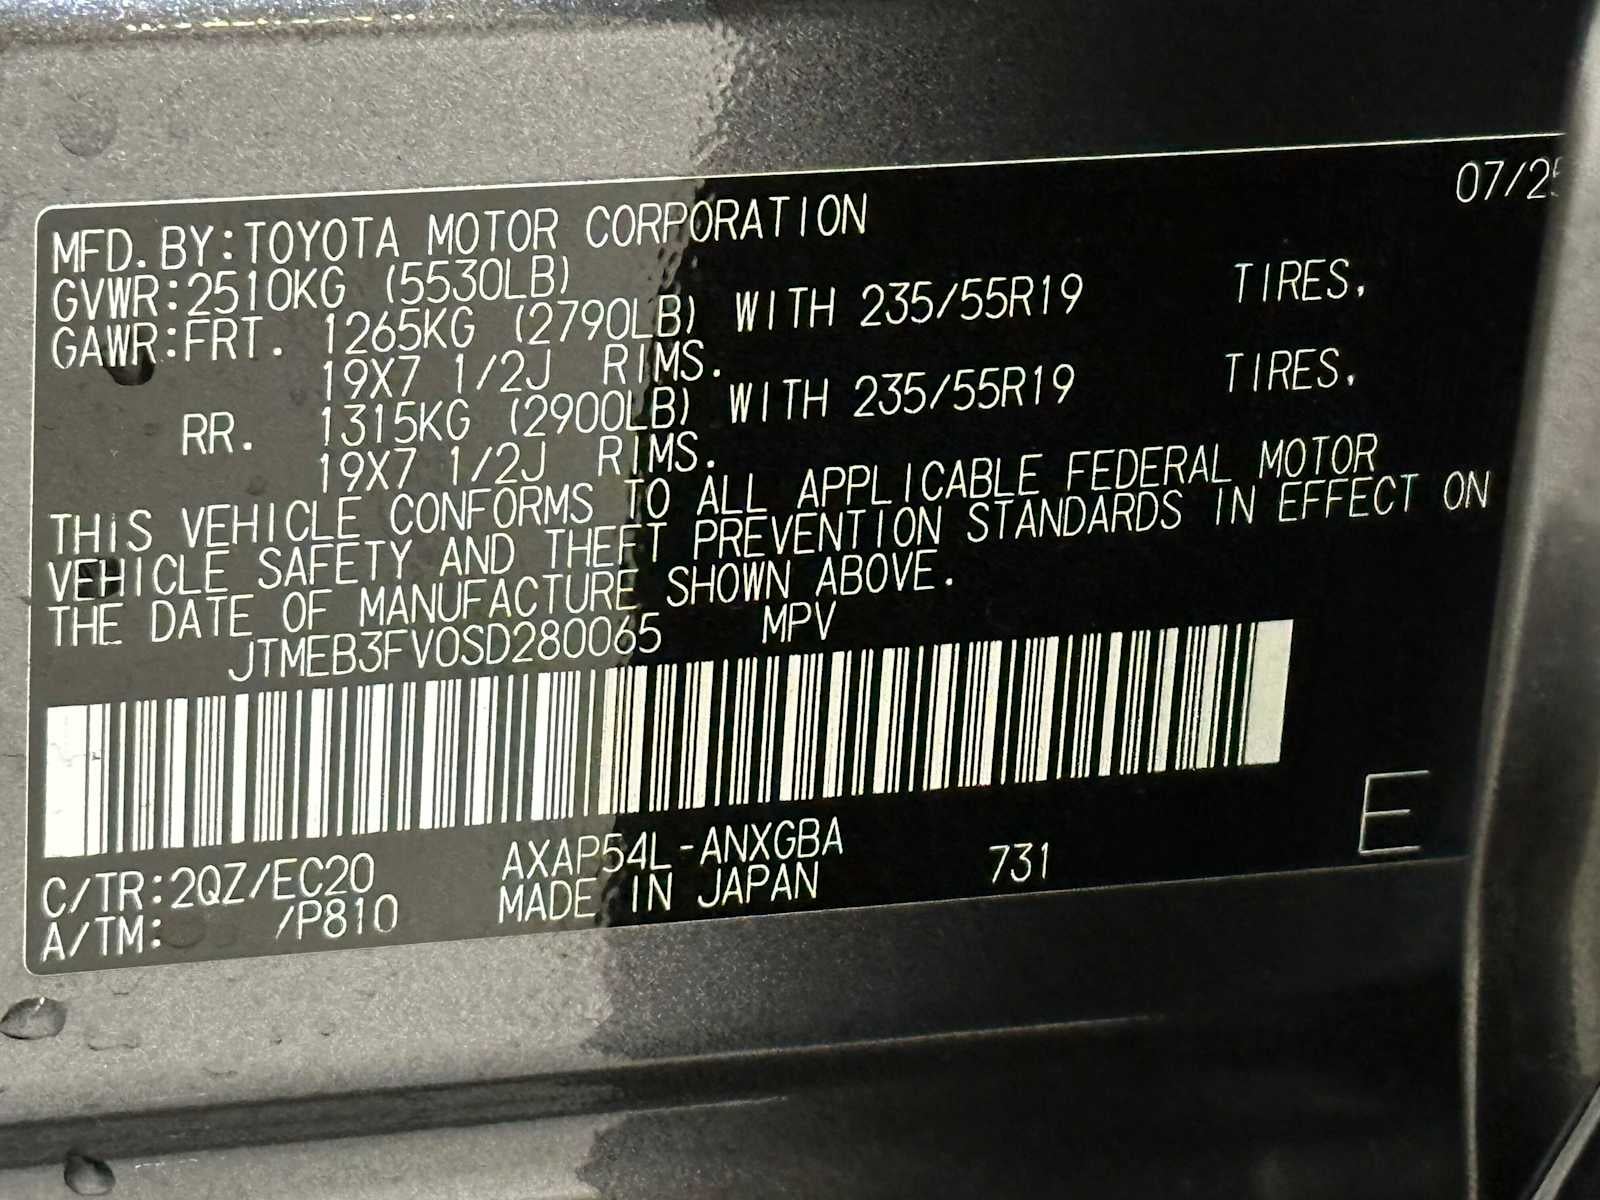 07/25
MFD. BY:TOYOTA MOTOR CORPORATION
GVWR:2510KG (5530LB)
GAWR:FRT. 1265KG (2790LB) WITH 235/55R19 TIRES,
19X7 1/2J RIMS.
RR. 1315KG (2900LB) WITH 235/55R19 TIRES,
19X7 1/2J RIMS.
THIS VEHICLE CONFORMS TO ALL APPLICABLE FEDERAL MOTOR
VEHICLE SAFETY AND THEFT PREVENTION STANDARDS IN EFFECT ON
THE DATE OF MANUFACTURE SHOWN ABOVE.
JTMEB3FV0SD280065 MPV
C/TR:2QZ/EC20 AXAP54L-ANXGBA 731 E
A/TM: /P810 MADE IN JAPAN